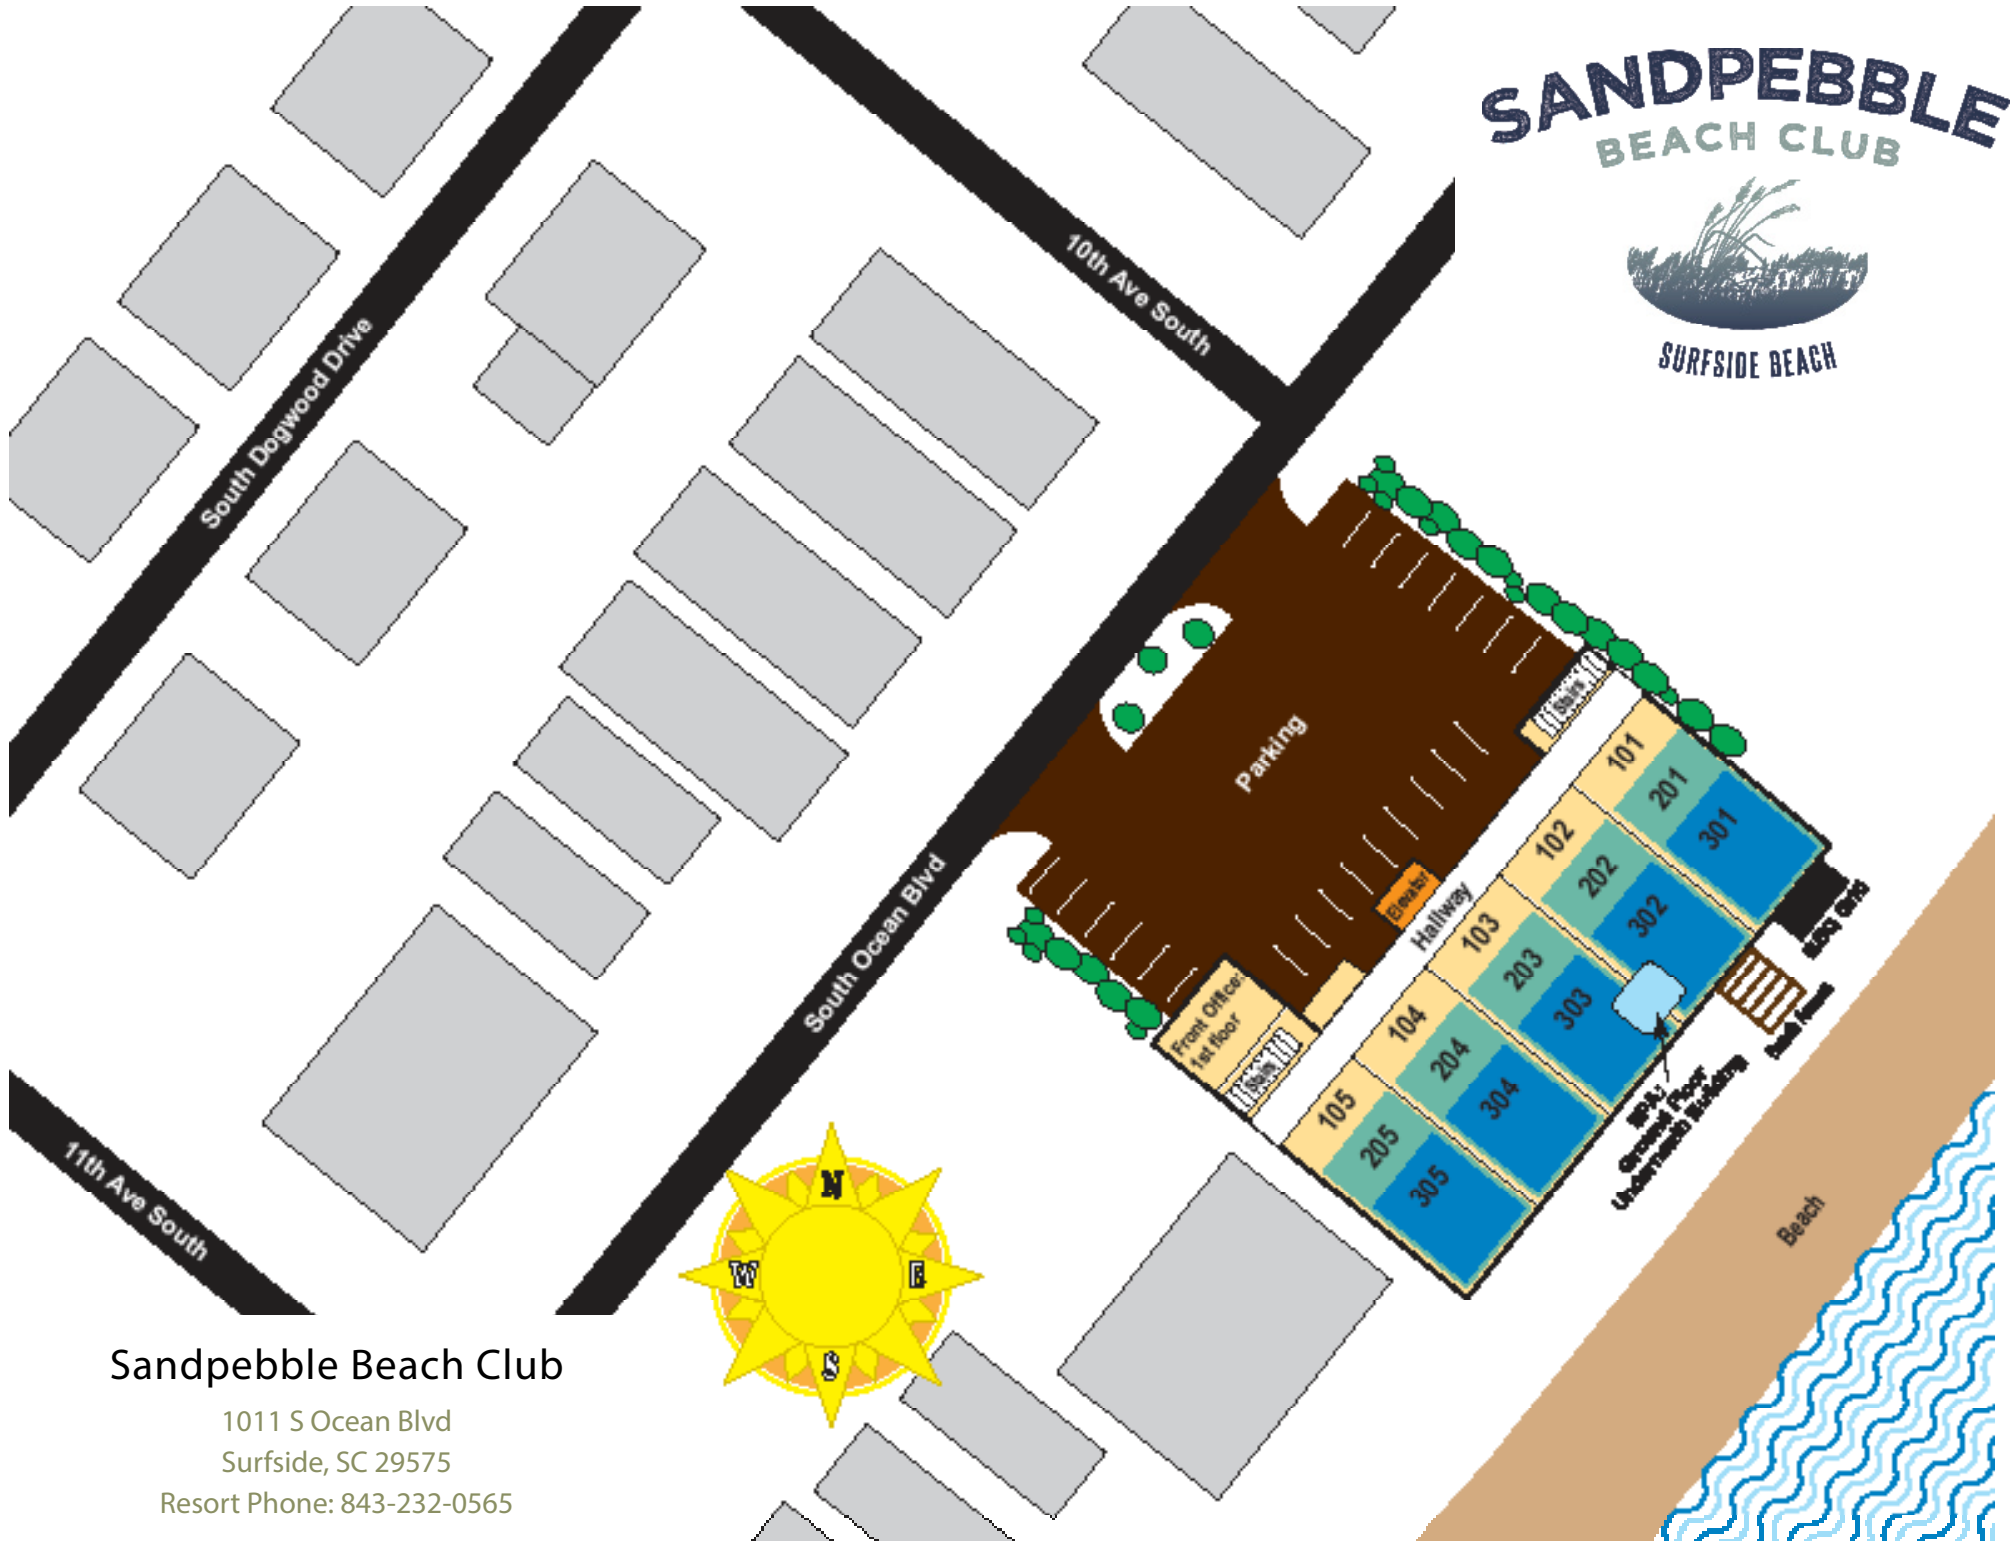 SANDPEBBLE
BEACH CLUB
SURFSIDE BEACH
10th Ave South
South Dogwood Drive
Stairs
Parking
101
201
301
102
202
302
Elevator
Hallway
103
203
303
BBQ Grill
104
204
304
Front Office:
1st floor
Stairs
105
205
305
SPA:
Ground Floor
Underneath Building
South Ocean Blvd
11th Ave South
Beach
N
W
E
S
Sandpebble Beach Club
1011 S Ocean Blvd
Surfside, SC 29575
Resort Phone: 843-232-0565